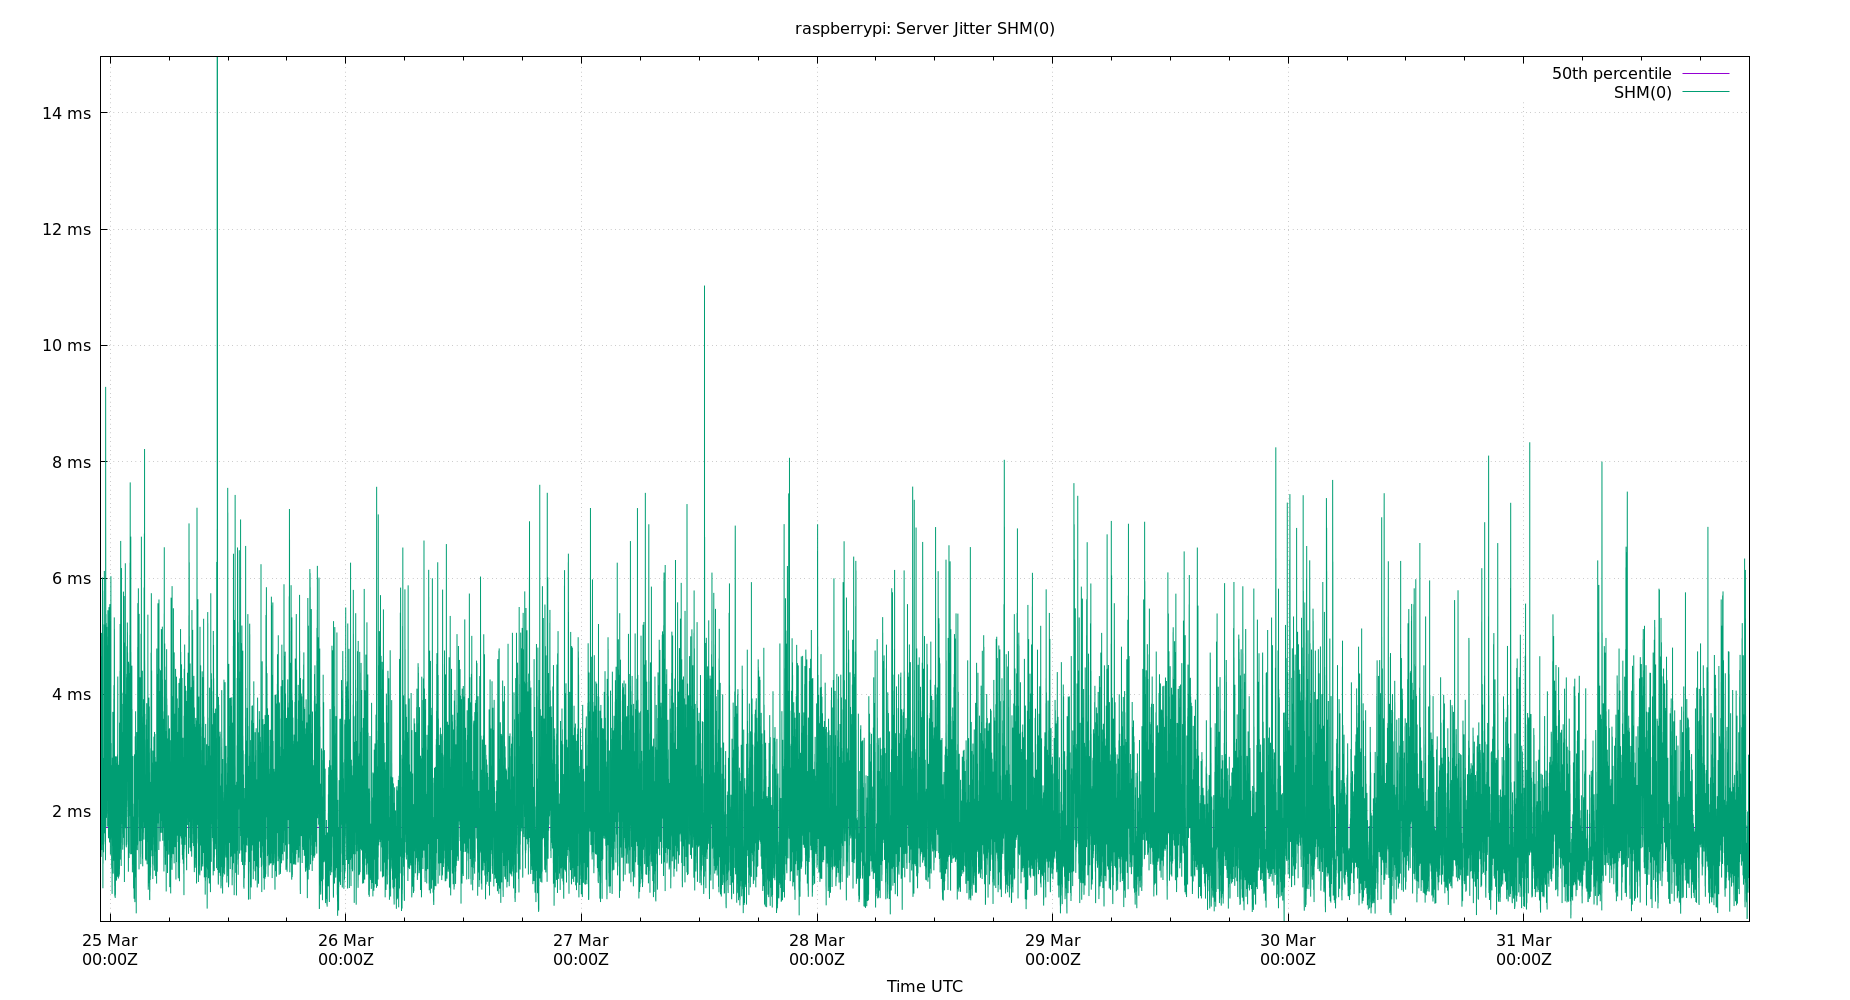 raspberrypi: Server Jitter SHM(0)
50th percentile
SHM(0)
14 ms
12 ms
10 ms
8 ms
6 ms
4 ms
2 ms
25 Mar 26 Mar 27 Mar 28 Mar 29 Mar 30 Mar 31 Mar
00:00Z 00:00Z 00:00Z 00:00Z 00:00Z 00:00Z 00:00Z
Time UTC